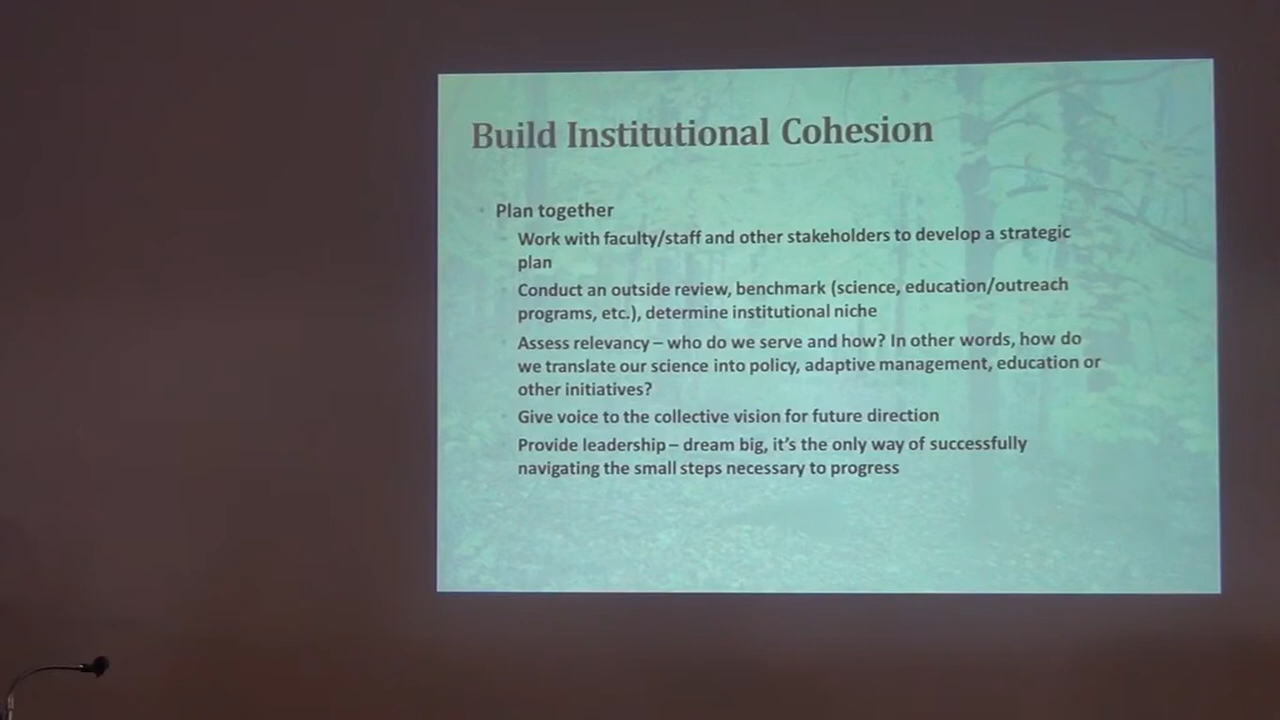 Build Institutional Cohesion
Plan together
Work with faculty/staff and other stakeholders to develop a strategic
plan
Conduct an outside review, benchmark (science, education/outreach
programs, etc.), determine institutional niche
Assess relevancy – who do we serve and how? In other words, how do
we translate our science into policy, adaptive management, education or
other initiatives?
Give voice to the collective vision for future direction
Provide leadership – dream big, it’s the only way of successfully
navigating the small steps necessary to progress